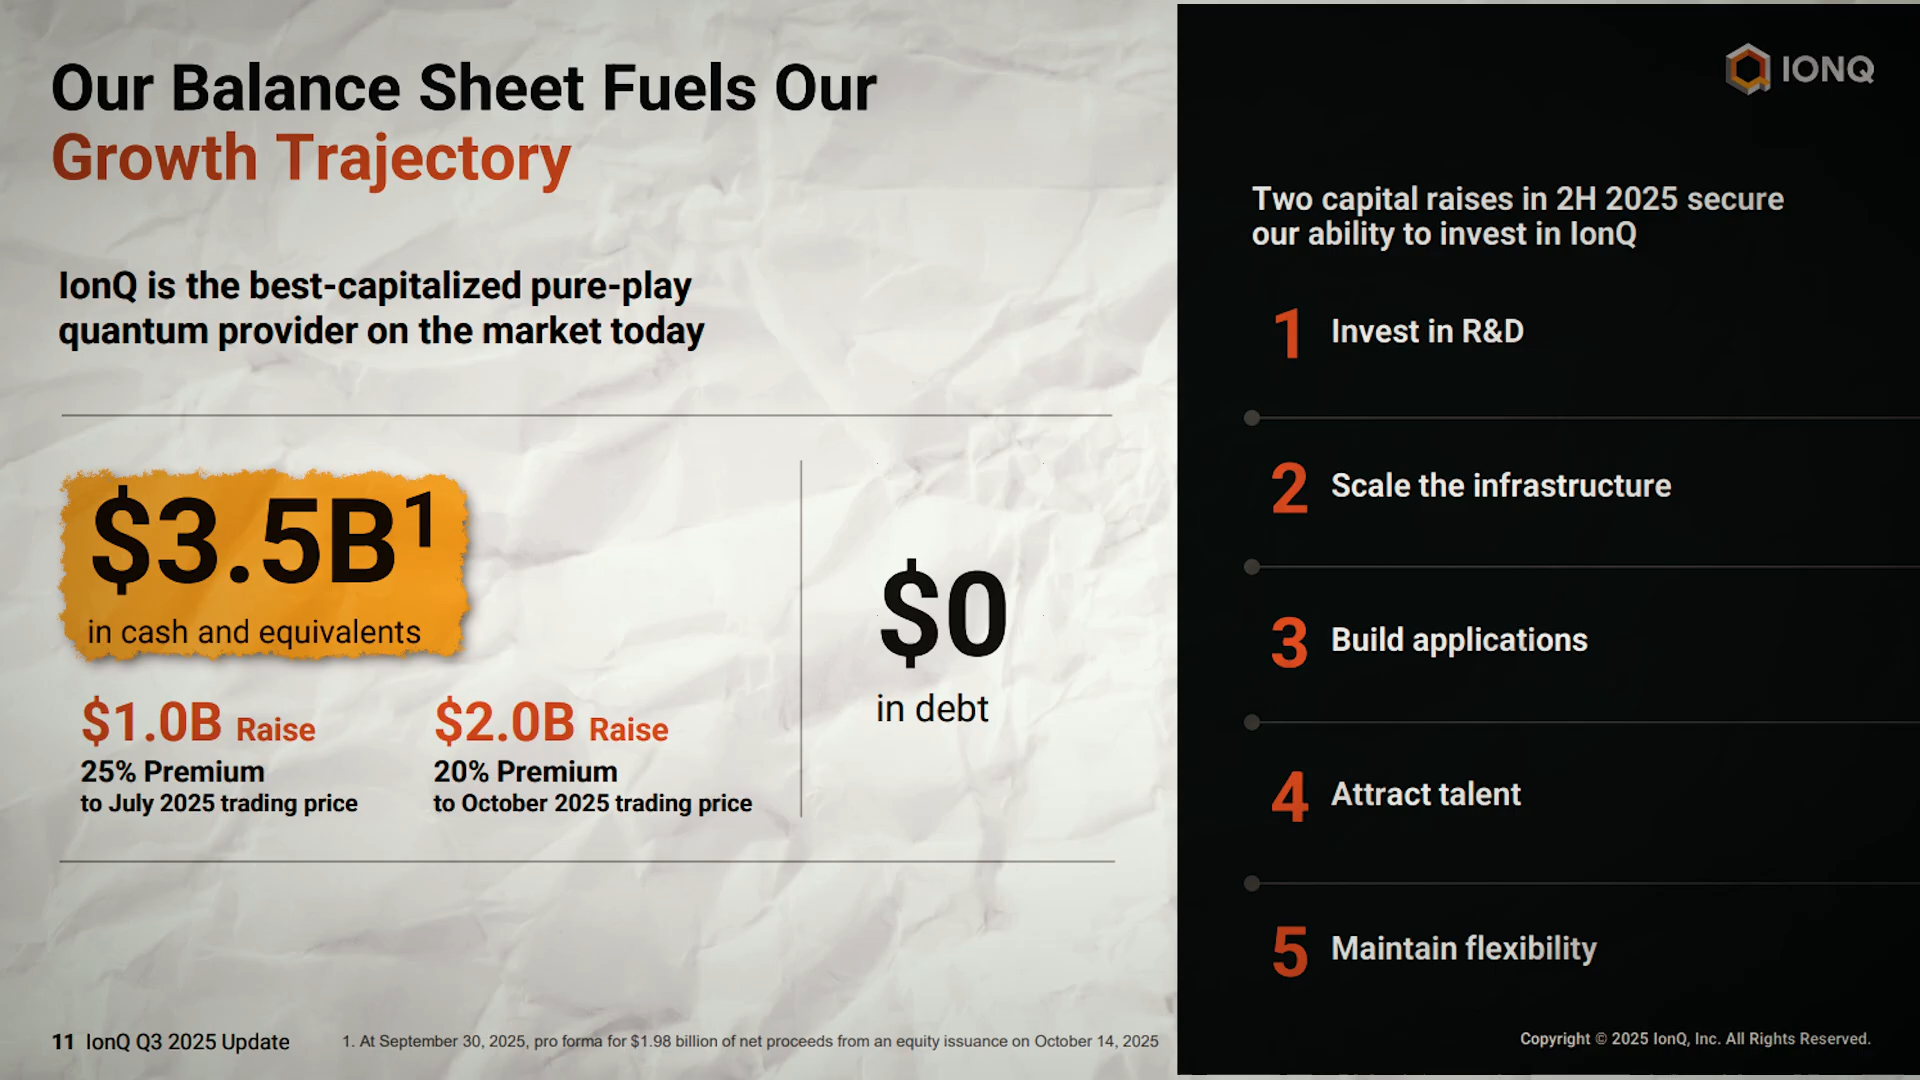 Our Balance Sheet Fuels Our
Growth Trajectory
IonQ is the best-capitalized pure-play
quantum provider on the market today
$3.5B¹
in cash and equivalents
$1.0B Raise
25% Premium
to July 2025 trading price
$2.0B Raise
20% Premium
to October 2025 trading price
$0
in debt
11 IonQ Q3 2025 Update
1. At September 30, 2025, pro forma for $1.98 billion of net proceeds from an equity issuance on October 14, 2025
IONQ
Two capital raises in 2H 2025 secure
our ability to invest in IonQ
1 Invest in R&D
2 Scale the infrastructure
3 Build applications
4 Attract talent
5 Maintain flexibility
Copyright © 2025 IonQ, Inc. All Rights Reserved.